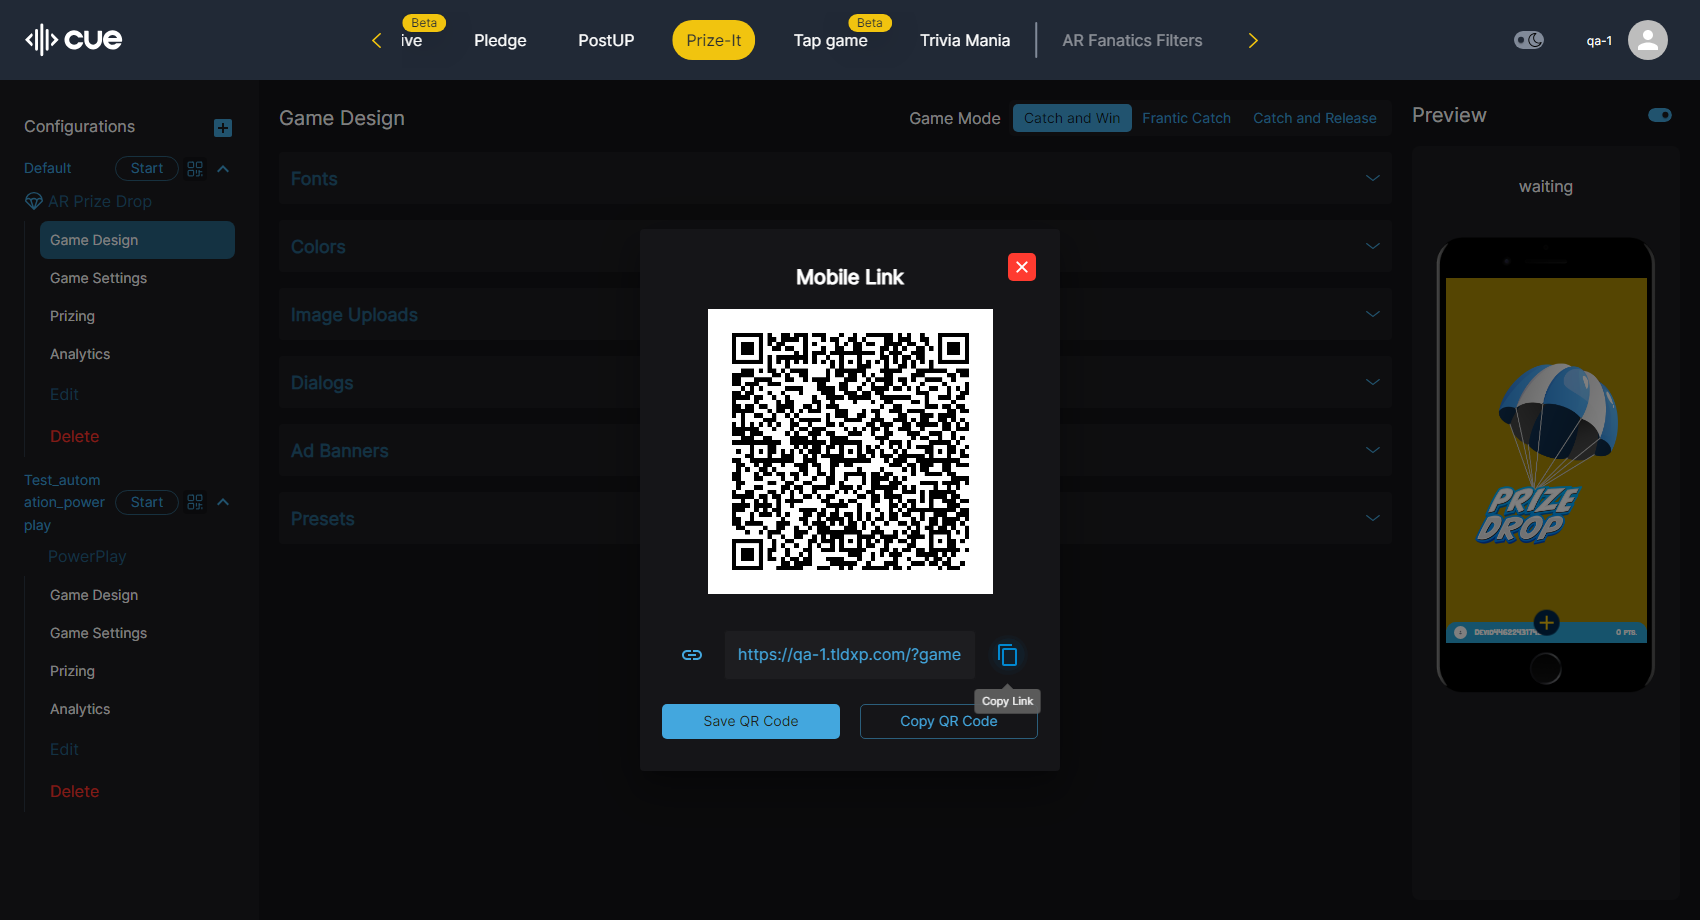 cue
ive
Beta
Pledge
PostUP
Prize-It
Tap game
Beta
Trivia Mania
AR Fanatics Filters
qa-1
Configurations
Default
Start
AR Prize Drop
Game Design
Game Settings
Prizing
Analytics
Edit
Delete
Test_autom
ation_power
play
Start
PowerPlay
Game Design
Game Settings
Prizing
Analytics
Edit
Delete
Game Design
Game Mode
Catch and Win
Frantic Catch
Catch and Release
Fonts
Colors
Image Uploads
Dialogs
Ad Banners
Presets
Mobile Link
https://qa-1.tldxp.com/?game
Copy Link
Save QR Code
Copy QR Code
Preview
waiting
PRIZE
DROP
0 PTS.